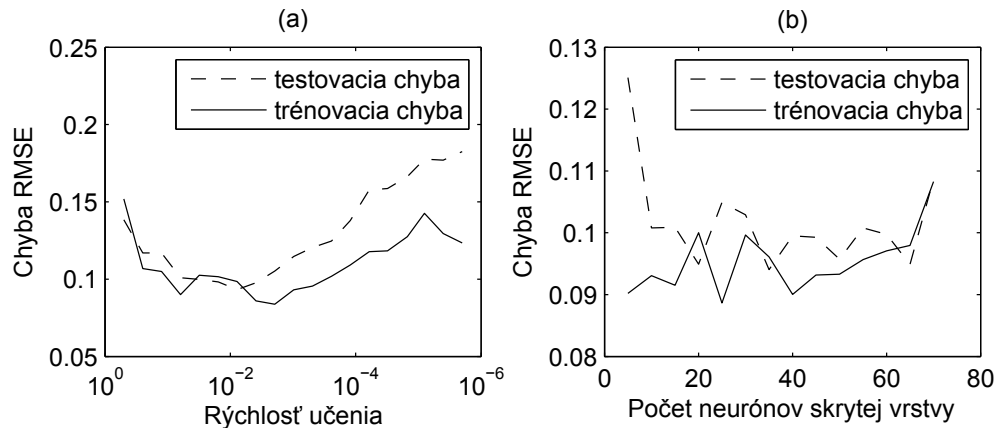 (a)
0.25
0.2
0.15
0.1
0.05
10^0
10^−2
10^−4
10^−6
Chyba RMSE
Rýchlosť učenia
testovacia chyba
trénovacia chyba
(b)
0.13
0.12
0.11
0.1
0.09
0.08
0
20
40
60
80
Chyba RMSE
Počet neurónov skrytej vrstvy
testovacia chyba
trénovacia chyba